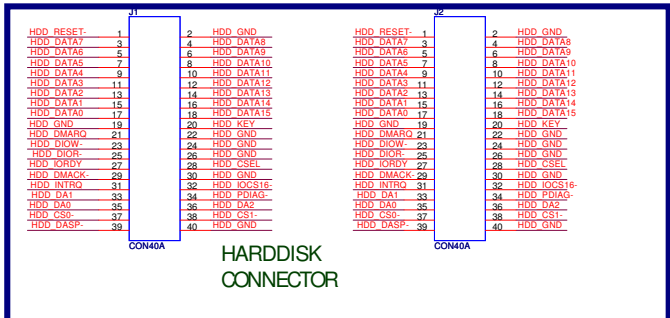 J1 J2
HDD_RESET- 1 2 HDD_GND HDD_RESET- 1 2 HDD_GND
HDD_DATA7 3 4 HDD_DATA8 HDD_DATA7 3 4 HDD_DATA8
HDD_DATA6 5 6 HDD_DATA9 HDD_DATA6 5 6 HDD_DATA9
HDD_DATA5 7 8 HDD_DATA10 HDD_DATA5 7 8 HDD_DATA10
HDD_DATA4 9 10 HDD_DATA11 HDD_DATA4 9 10 HDD_DATA11
HDD_DATA3 11 12 HDD_DATA12 HDD_DATA3 11 12 HDD_DATA12
HDD_DATA2 13 14 HDD_DATA13 HDD_DATA2 13 14 HDD_DATA13
HDD_DATA1 15 16 HDD_DATA14 HDD_DATA1 15 16 HDD_DATA14
HDD_DATA0 17 18 HDD_DATA15 HDD_DATA0 17 18 HDD_DATA15
HDD_GND 19 20 HDD_KEY HDD_GND 19 20 HDD_KEY
HDD_DMARQ 21 22 HDD_GND HDD_DMARQ 21 22 HDD_GND
HDD_DIOW- 23 24 HDD_GND HDD_DIOW- 23 24 HDD_GND
HDD_DIOR- 25 26 HDD_GND HDD_DIOR- 25 26 HDD_GND
HDD_IORDY 27 28 HDD_CSEL HDD_IORDY 27 28 HDD_CSEL
HDD_DMACK- 29 30 HDD_GND HDD_DMACK- 29 30 HDD_GND
HDD_INTRQ 31 32 HDD_IOCS16- HDD_INTRQ 31 32 HDD_IOCS16-
HDD_DA1 33 34 HDD_PDIAG- HDD_DA1 33 34 HDD_PDIAG-
HDD_DA0 35 36 HDD_DA2 HDD_DA0 35 36 HDD_DA2
HDD_CS0- 37 38 HDD_CS1- HDD_CS0- 37 38 HDD_CS1-
HDD_DASP- 39 40 HDD_GND HDD_DASP- 39 40 HDD_GND
CON40A CON40A
HARDDISK
CONNECTOR